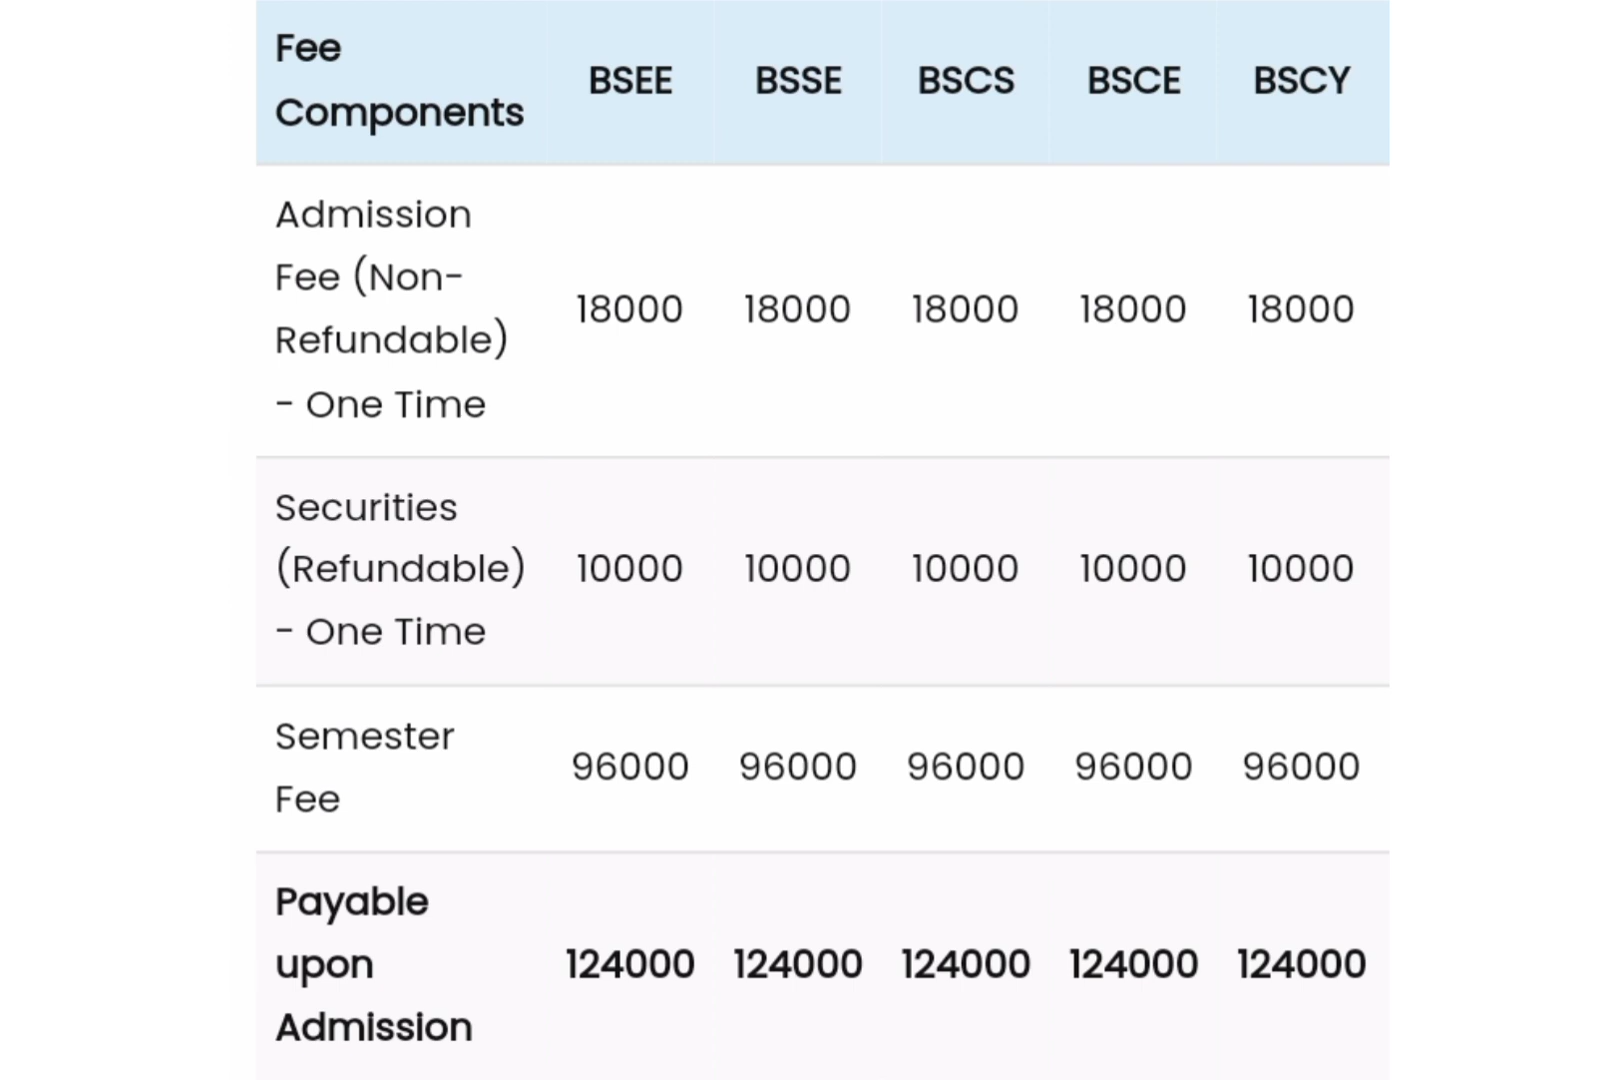 Fee
Components BSEE BSSE BSCS BSCE BSCY
Admission
Fee (Non-
Refundable)
- One Time 18000 18000 18000 18000 18000
Securities
(Refundable)
- One Time 10000 10000 10000 10000 10000
Semester
Fee 96000 96000 96000 96000 96000
Payable
upon
Admission 124000 124000 124000 124000 124000